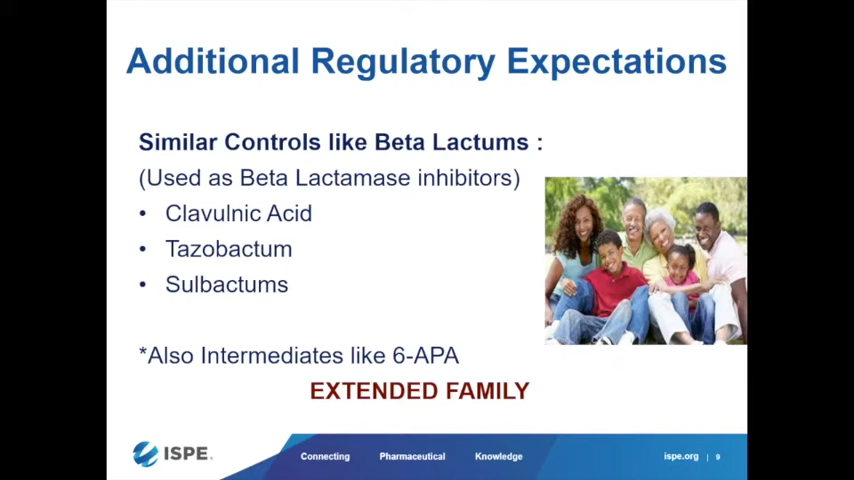 Additional Regulatory Expectations
Similar Controls like Beta Lactums :
(Used as Beta Lactamase inhibitors)
• Clavulnic Acid
• Tazobactum
• Sulbactums
*Also Intermediates like 6-APA
EXTENDED FAMILY
ISPE.
Connecting Pharmaceutical Knowledge
ispe.org | 9